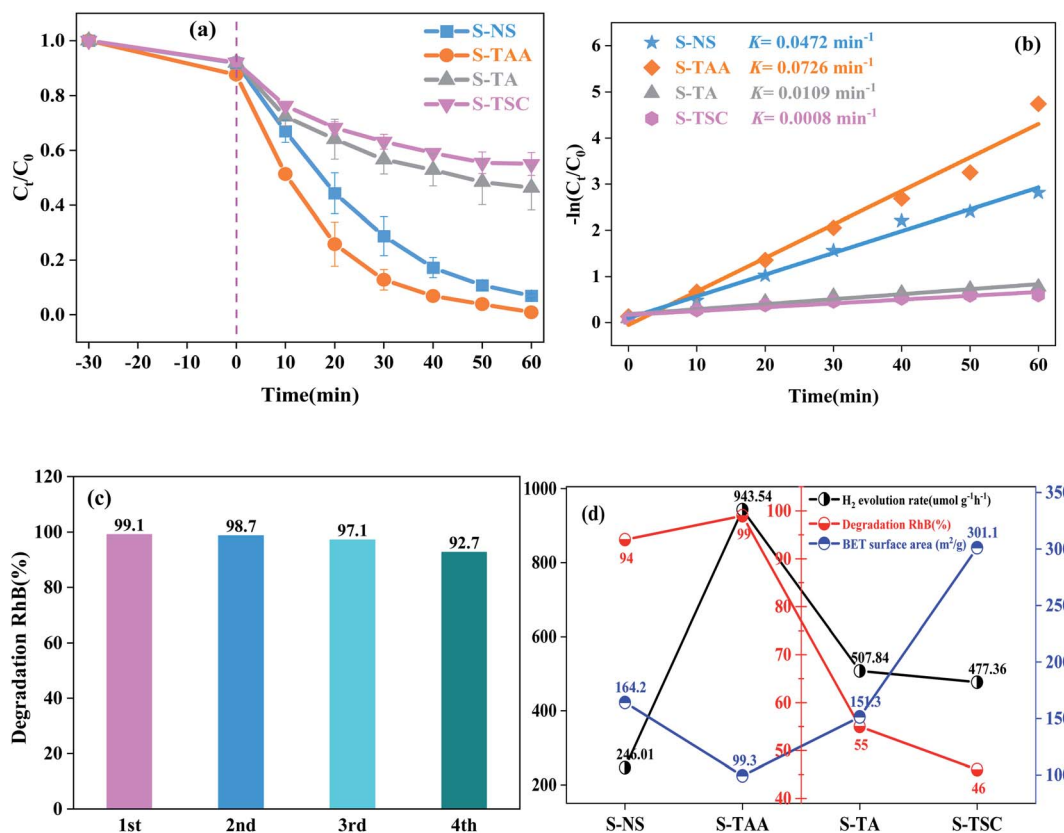 (a)
S-NS
S-TAA
S-TA
S-TSC
1.0
0.8
0.6
0.4
0.2
0.0
Ct/C0
-30 -20 -10 0 10 20 30 40 50 60
Time(min)
(b)
S-NS K= 0.0472 min-1
S-TAA K= 0.0726 min-1
S-TA K= 0.0109 min-1
S-TSC K= 0.0008 min-1
6
5
4
3
2
1
0
-ln(Ct/C0)
0 10 20 30 40 50 60
Time(min)
(c)
120
100
80
60
40
20
0
Degradation RhB(%)
99.1 98.7 97.1 92.7
1st 2nd 3rd 4th
(d)
H2 evolution rate(umol g-1h-1)
Degradation RhB(%)
BET surface area (m2/g)
1000
800
600
400
200
100
90
80
70
60
50
40
350
300
250
200
150
100
943.54
99
94
301.1
164.2
507.84
477.36
151.3
246.01
99.3
55
46
S-NS S-TAA S-TA S-TSC